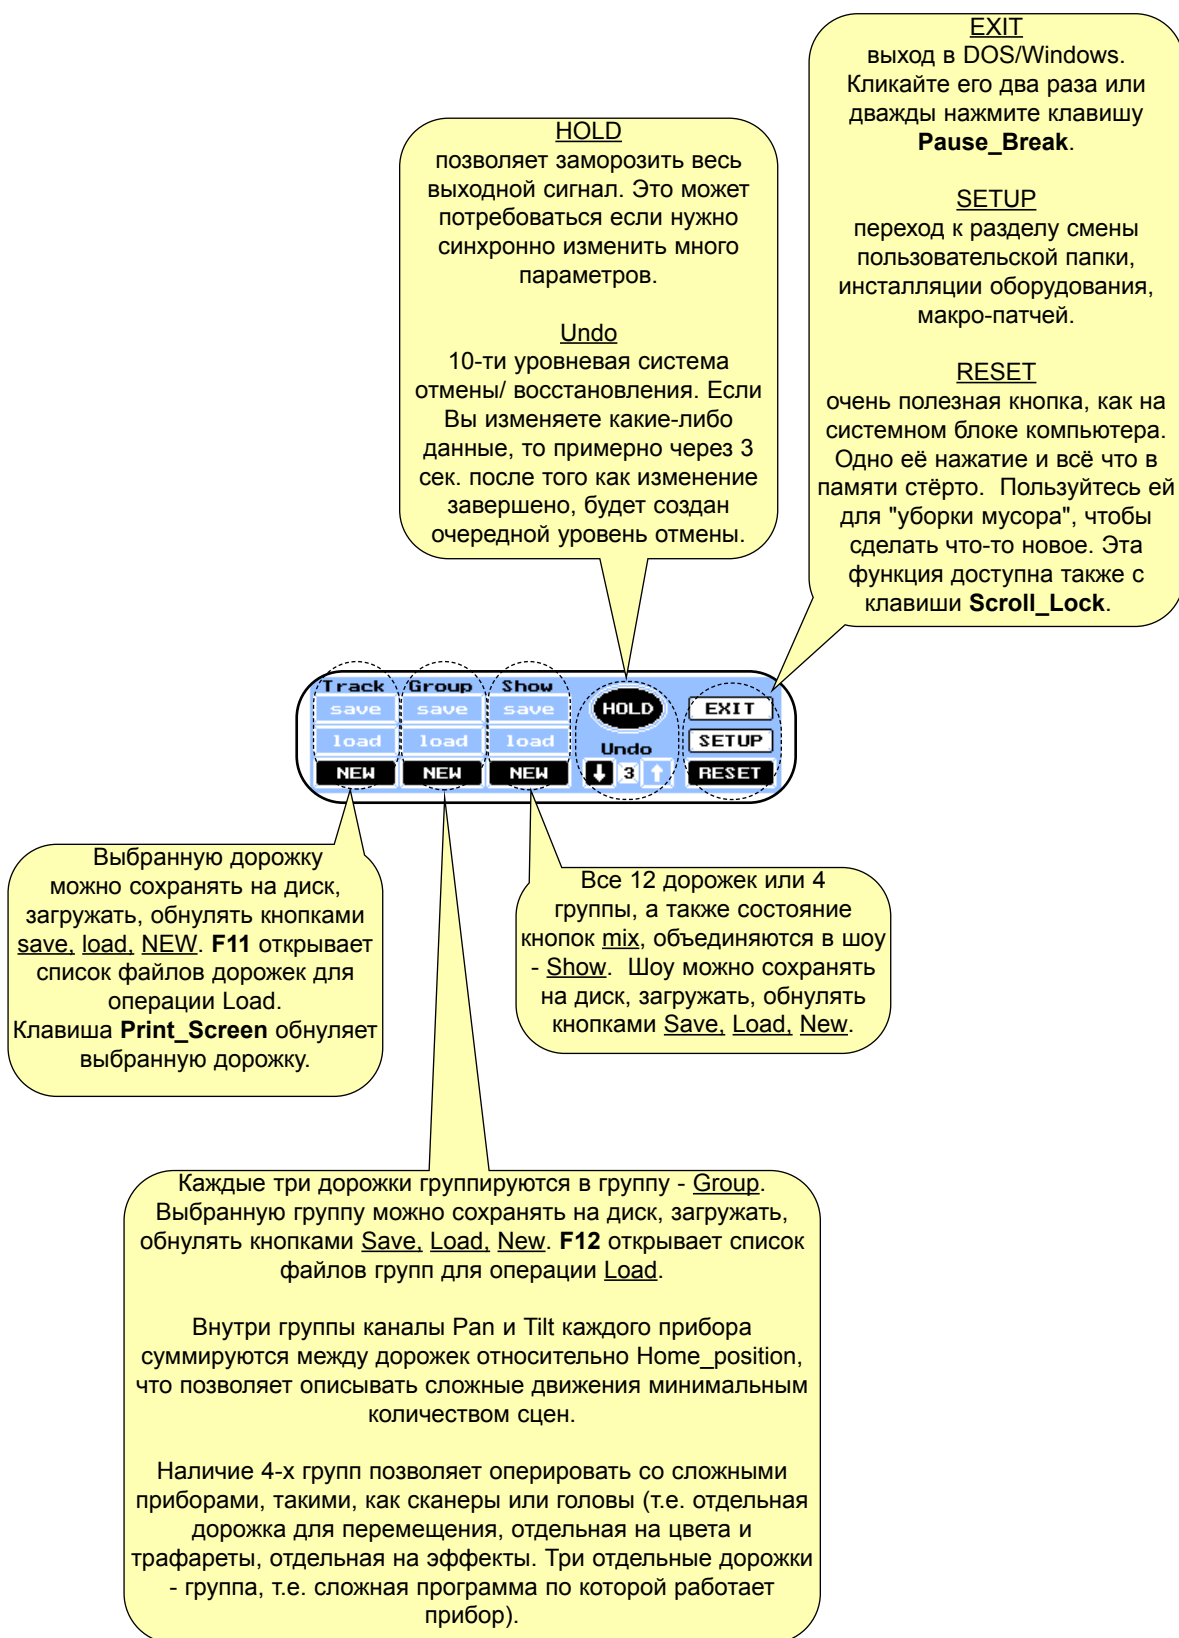 EXIT
выход в DOS/Windows.
Кликайте его два раза или
дважды нажмите клавишу
Pause_Break.
SETUP
переход к разделу смены
пользовательской папки,
инсталляции оборудования,
макро-патчей.
RESET
очень полезная кнопка, как на
системном блоке компьютера.
Одно её нажатие и всё что в
памяти стёрто.  Пользуйтесь ей
для "уборки мусора", чтобы
сделать что-то новое. Эта
функция доступна также с
клавиши Scroll_Lock.
HOLD
позволяет заморозить весь
выходной сигнал. Это может
потребоваться если нужно
синхронно изменить много
параметров.
Undo
10-ти уровневая система
отмены/ восстановления. Если
Вы изменяете какие-либо
данные, то примерно через 3
сек. после того как изменение
завершено, будет создан
очередной уровень отмены.
Track Group Show
save save save HOLD EXIT
load load load Undo SETUP
NEW NEW NEW ↓ 3 ↑ RESET
Выбранную дорожку
можно сохранять на диск,
загружать, обнулять кнопками
save, load, NEW. F11 открывает
список файлов дорожек для
операции Load.
Клавиша Print_Screen обнуляет
выбранную дорожку.
Все 12 дорожек или 4
группы, а также состояние
кнопок mix, объединяются в шоу
- Show.  Шоу можно сохранять
на диск, загружать, обнулять
кнопками Save, Load, New.
Каждые три дорожки группируются в группу - Group.
Выбранную группу можно сохранять на диск, загружать,
обнулять кнопками Save, Load, New. F12 открывает список
файлов групп для операции Load.
Внутри группы каналы Pan и Tilt каждого прибора
суммируются между дорожек относительно Home_position,
что позволяет описывать сложные движения минимальным
количеством сцен.
Наличие 4-х групп позволяет оперировать со сложными
приборами, такими, как сканеры или головы (т.е. отдельная
дорожка для перемещения, отдельная на цвета и
трафареты, отдельная на эффекты. Три отдельные дорожки
- группа, т.е. сложная программа по которой работает
прибор).